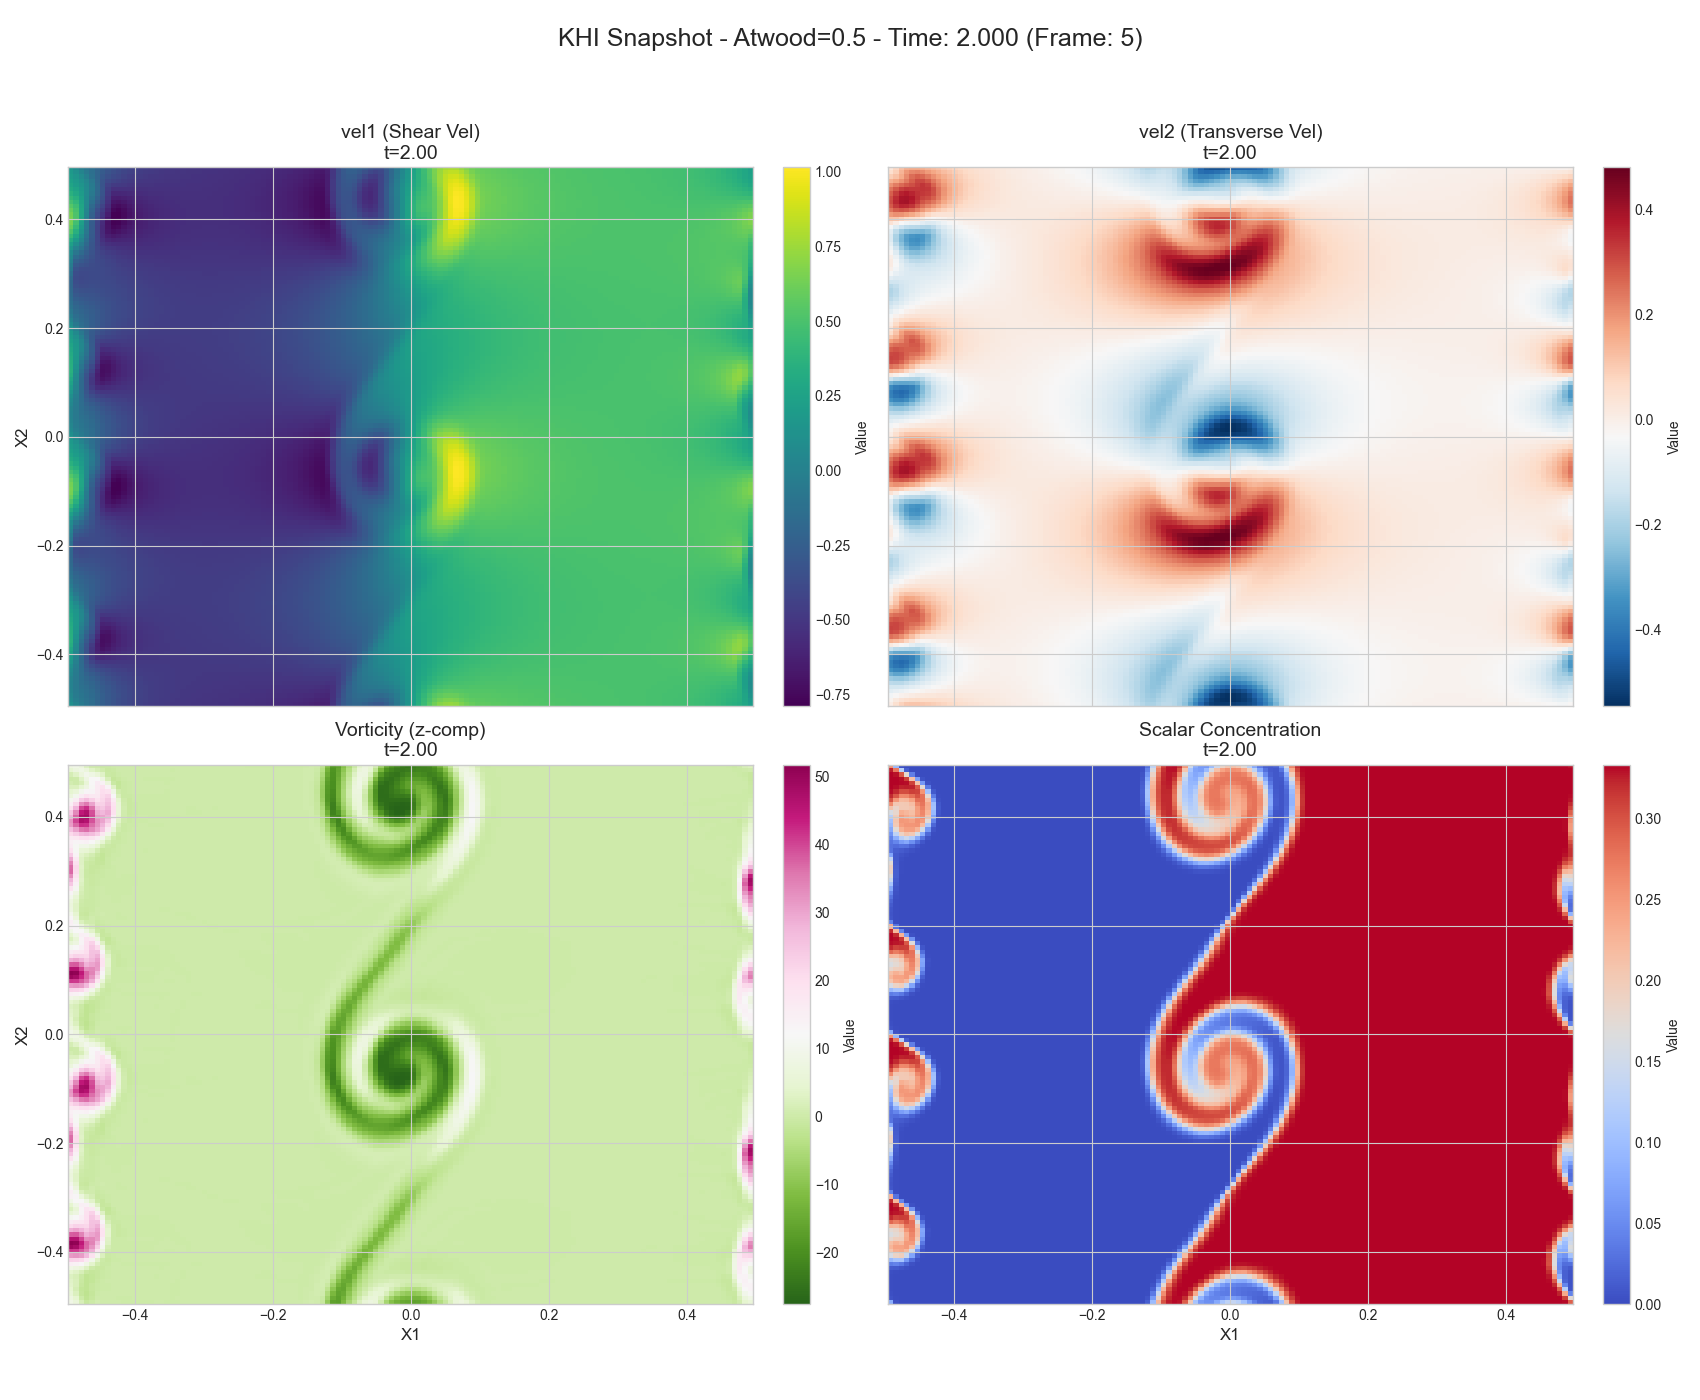 KHI Snapshot - Atwood=0.5 - Time: 2.000 (Frame: 5)
vel1 (Shear Vel)
t=2.00
X2
0.4
0.2
0.0
−0.2
−0.4
1.00
0.75
0.50
0.25
0.00
−0.25
−0.50
−0.75
Value
vel2 (Transverse Vel)
t=2.00
0.4
0.2
0.0
−0.2
−0.4
Value
Vorticity (z-comp)
t=2.00
X2
0.4
0.2
0.0
−0.2
−0.4
−0.4
−0.2
0.0
0.2
0.4
X1
50
40
30
20
10
0
−10
−20
Value
Scalar Concentration
t=2.00
−0.4
−0.2
0.0
0.2
0.4
X1
0.30
0.25
0.20
0.15
0.10
0.05
0.00
Value